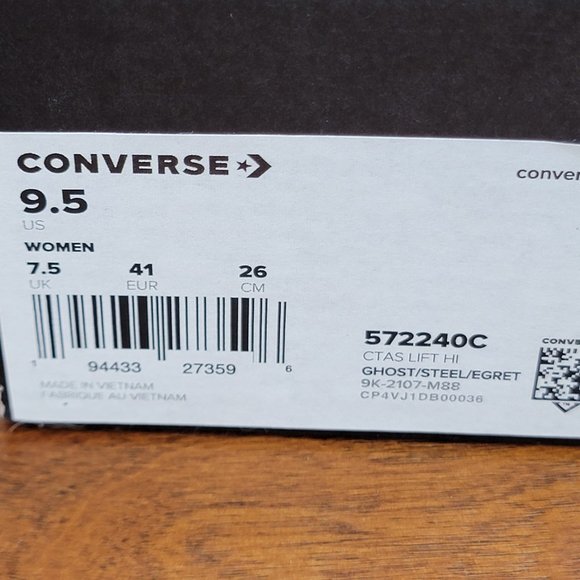 CONVERSE
conver
9.5
US
WOMEN
7.5 41 26
UK EUR CM
1 94433 27359 6
MADE IN VIETNAM
FABRIQUE AU VIETNAM
572240C
CTAS LIFT HI
GHOST/STEEL/EGRET
9K-2107-M88
CP4VJ1DB00036
CONVE